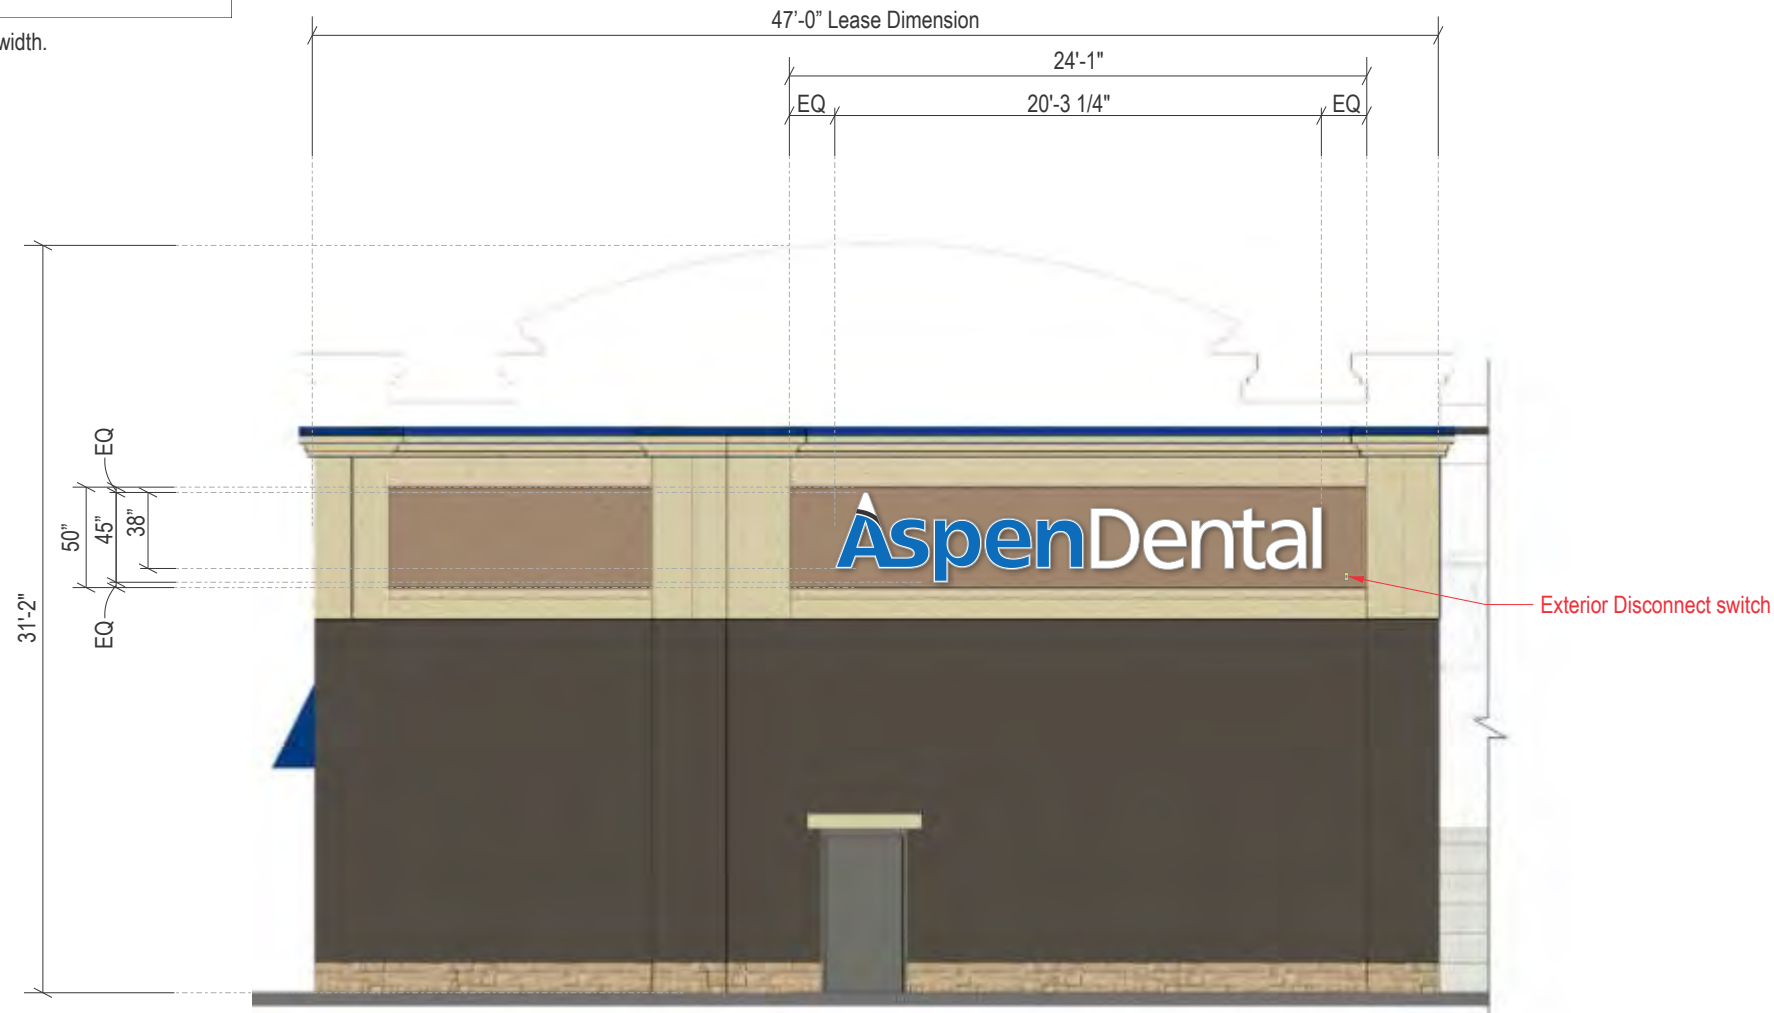 47’-0” Lease Dimension
width.
24'-1"
EQ
20'-3 1/4"
EQ
EQ
50”
45”
38”
EQ
31'-2"
AspenDental
Exterior Disconnect switch